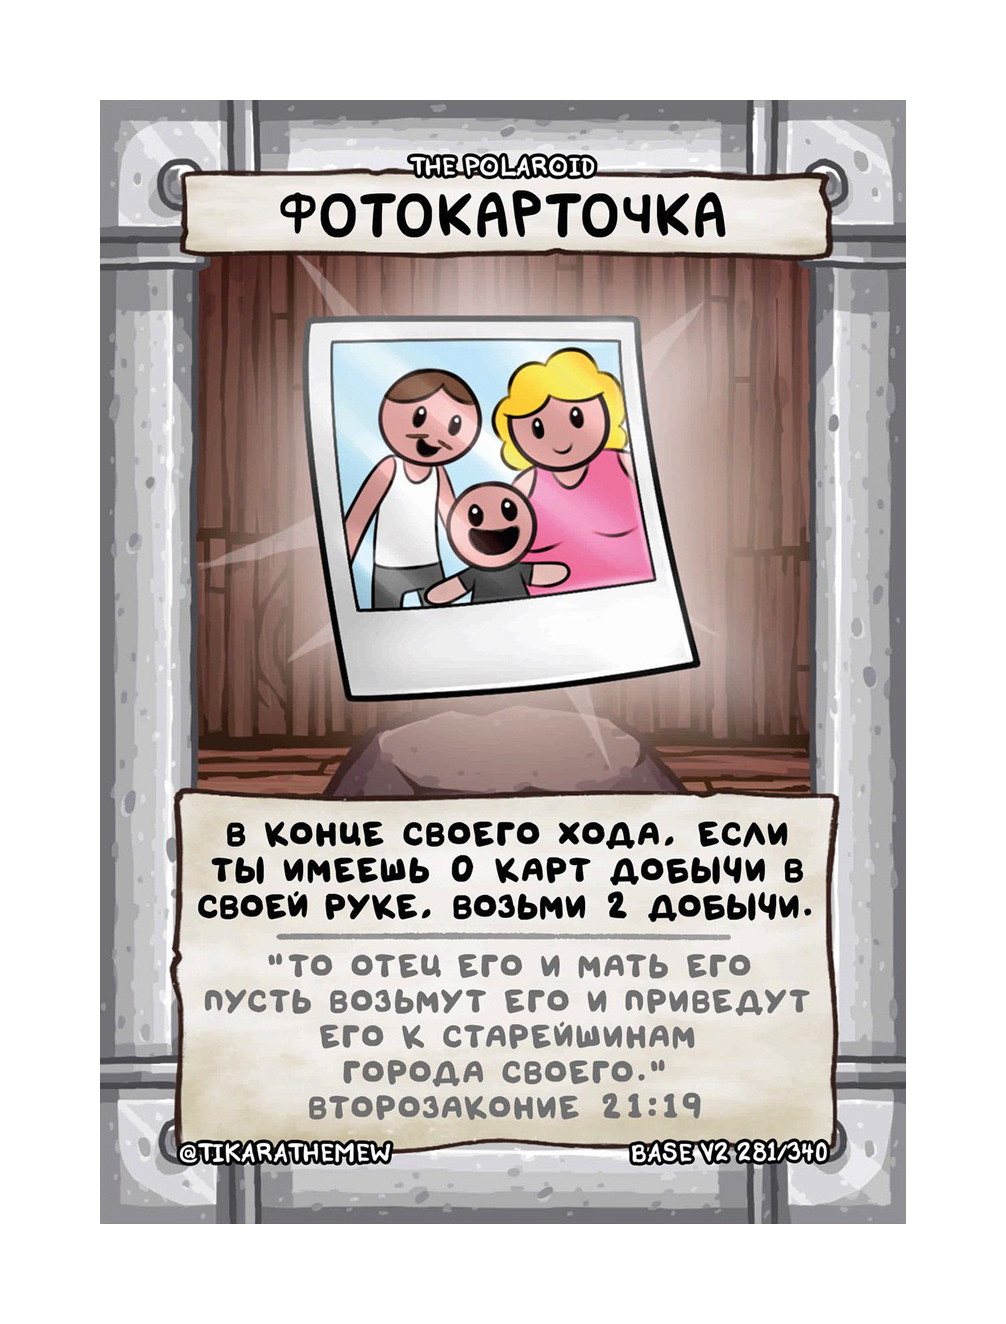 THE POLAROID
ФОТОКАРТОЧКА
В КОНЦЕ СВОЕГО ХОДА, ЕСЛИ
ТЫ ИМЕЕШЬ 0 КАРТ ДОБЫЧИ В
СВОЕЙ РУКЕ, ВОЗЬМИ 2 ДОБЫЧИ.
"ТО ОТЕЦ ЕГО И МАТЬ ЕГО
ПУСТЬ ВОЗЬМУТ ЕГО И ПРИВЕДУТ
ЕГО К СТАРЕЙШИНАМ
ГОРОДА СВОЕГО."
ВТОРОЗАКОНИЕ 21:19
@TIKARATHEMEW
BASE V2 281/340